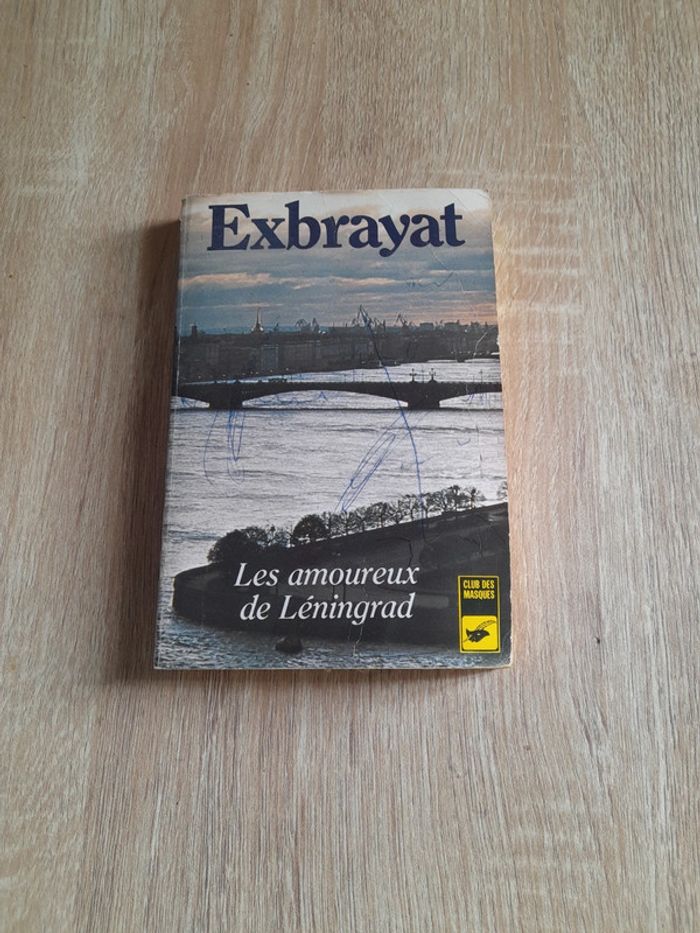 Exbrayat
Les amoureux
de Léningrad
CLUB DES
MASQUES